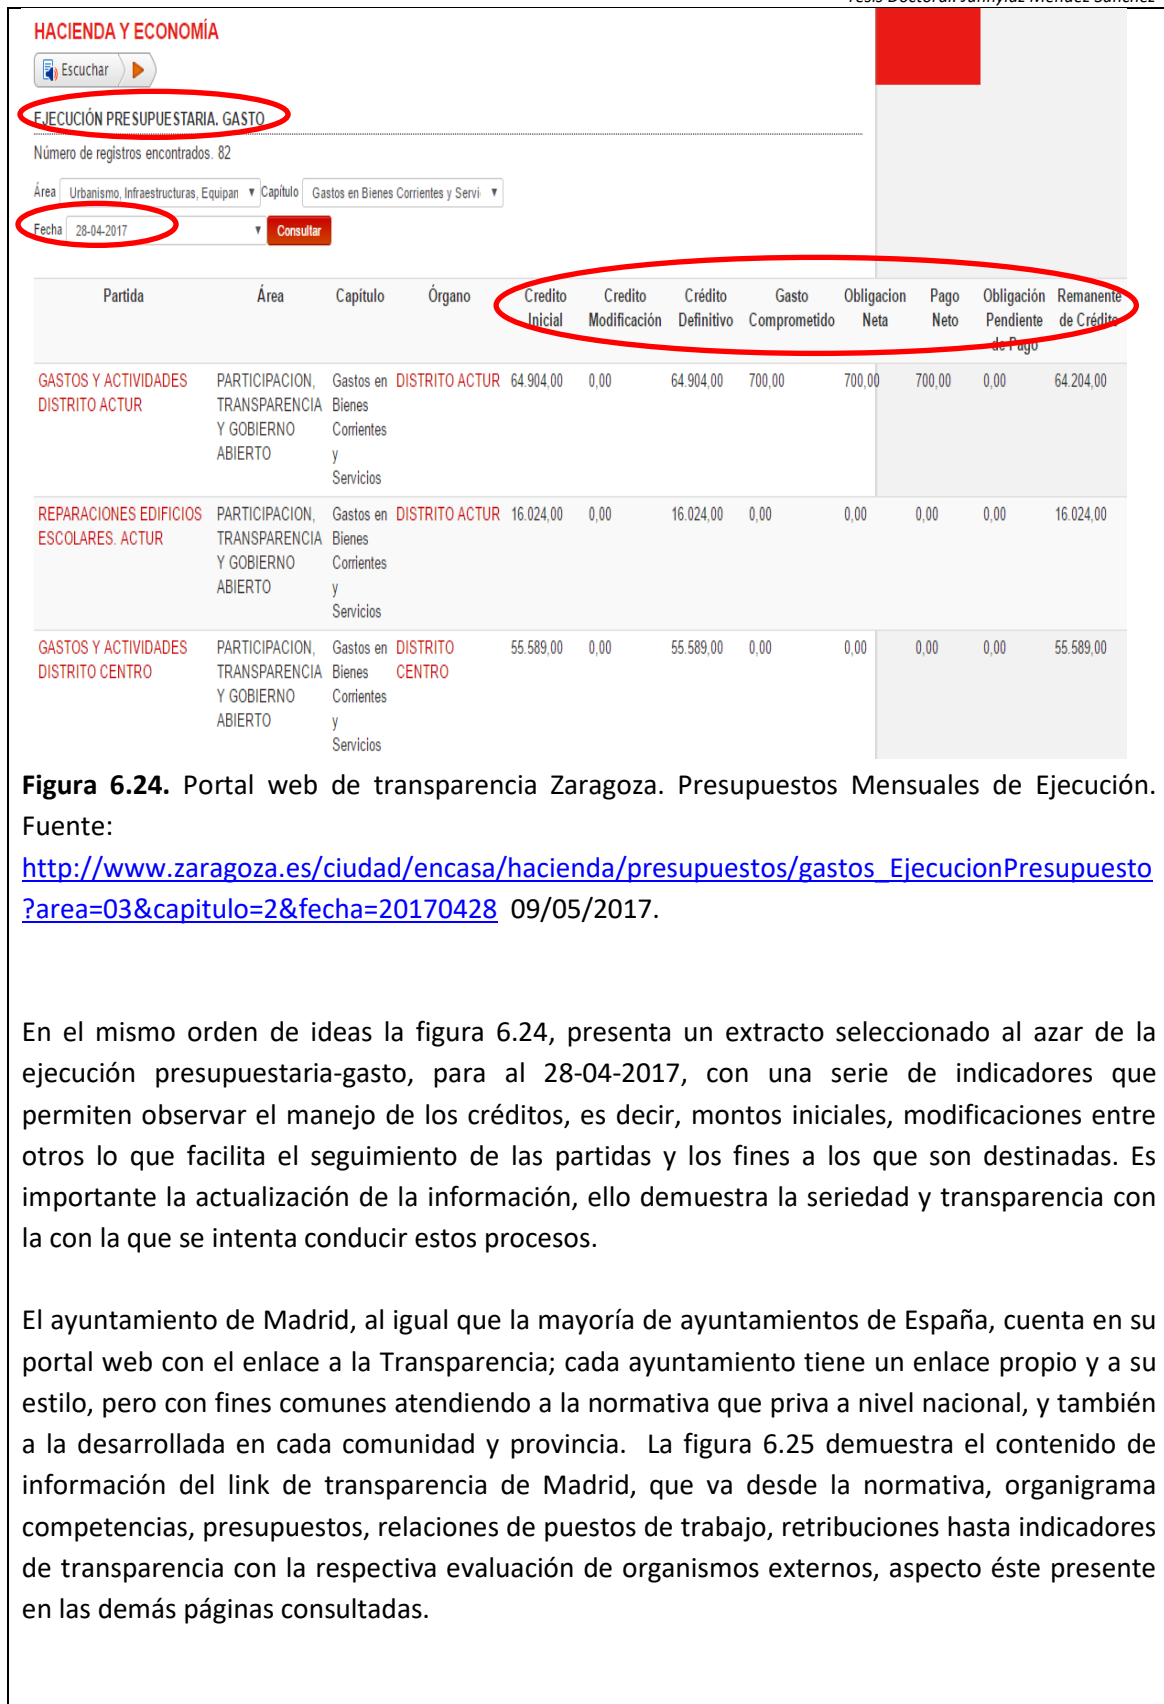 Tesis Doctoral. Jannyluz Méndez Sánchez
HACIENDA Y ECONOMÍA
Escuchar
EJECUCIÓN PRESUPUESTARIA. GASTO
Número de registros encontrados. 82
Área Urbanismo, Infraestructuras, Equipan Capítulo Gastos en Bienes Corrientes y Servi
Fecha 28-04-2017 Consultar
Partida Área Capítulo Órgano Credito Inicial Credito Modificación Crédito Definitivo Gasto Comprometido Obligacion Neta Pago Neto Obligación Pendiente de Pago Remanente de Crédito
GASTOS Y ACTIVIDADES PARTICIPACION, Gastos en DISTRITO ACTUR 64.904,00 0,00 64.904,00 700,00 700,00 700,00 0,00 64.204,00
DISTRITO ACTUR TRANSPARENCIA Bienes
Y GOBIERNO Corrientes
ABIERTO y
Servicios
REPARACIONES EDIFICIOS PARTICIPACION, Gastos en DISTRITO ACTUR 16.024,00 0,00 16.024,00 0,00 0,00 0,00 0,00 16.024,00
ESCOLARES. ACTUR TRANSPARENCIA Bienes
Y GOBIERNO Corrientes
ABIERTO y
Servicios
GASTOS Y ACTIVIDADES PARTICIPACION, Gastos en DISTRITO 55.589,00 0,00 55.589,00 0,00 0,00 0,00 0,00 55.589,00
DISTRITO CENTRO TRANSPARENCIA Bienes CENTRO
Y GOBIERNO Corrientes
ABIERTO y
Servicios
Figura 6.24. Portal web de transparencia Zaragoza. Presupuestos Mensuales de Ejecución.
Fuente:
http://www.zaragoza.es/ciudad/encasa/hacienda/presupuestos/gastos_EjecucionPresupuesto
?area=03&capitulo=2&fecha=20170428 09/05/2017.
En el mismo orden de ideas la figura 6.24, presenta un extracto seleccionado al azar de la
ejecución presupuestaria-gasto, para al 28-04-2017, con una serie de indicadores que
permiten observar el manejo de los créditos, es decir, montos iniciales, modificaciones entre
otros lo que facilita el seguimiento de las partidas y los fines a los que son destinadas. Es
importante la actualización de la información, ello demuestra la seriedad y transparencia con
la con la que se intenta conducir estos procesos.
El ayuntamiento de Madrid, al igual que la mayoría de ayuntamientos de España, cuenta en su
portal web con el enlace a la Transparencia; cada ayuntamiento tiene un enlace propio y a su
estilo, pero con fines comunes atendiendo a la normativa que priva a nivel nacional, y también
a la desarrollada en cada comunidad y provincia. La figura 6.25 demuestra el contenido de
información del link de transparencia de Madrid, que va desde la normativa, organigrama
competencias, presupuestos, relaciones de puestos de trabajo, retribuciones hasta indicadores
de transparencia con la respectiva evaluación de organismos externos, aspecto éste presente
en las demás páginas consultadas.